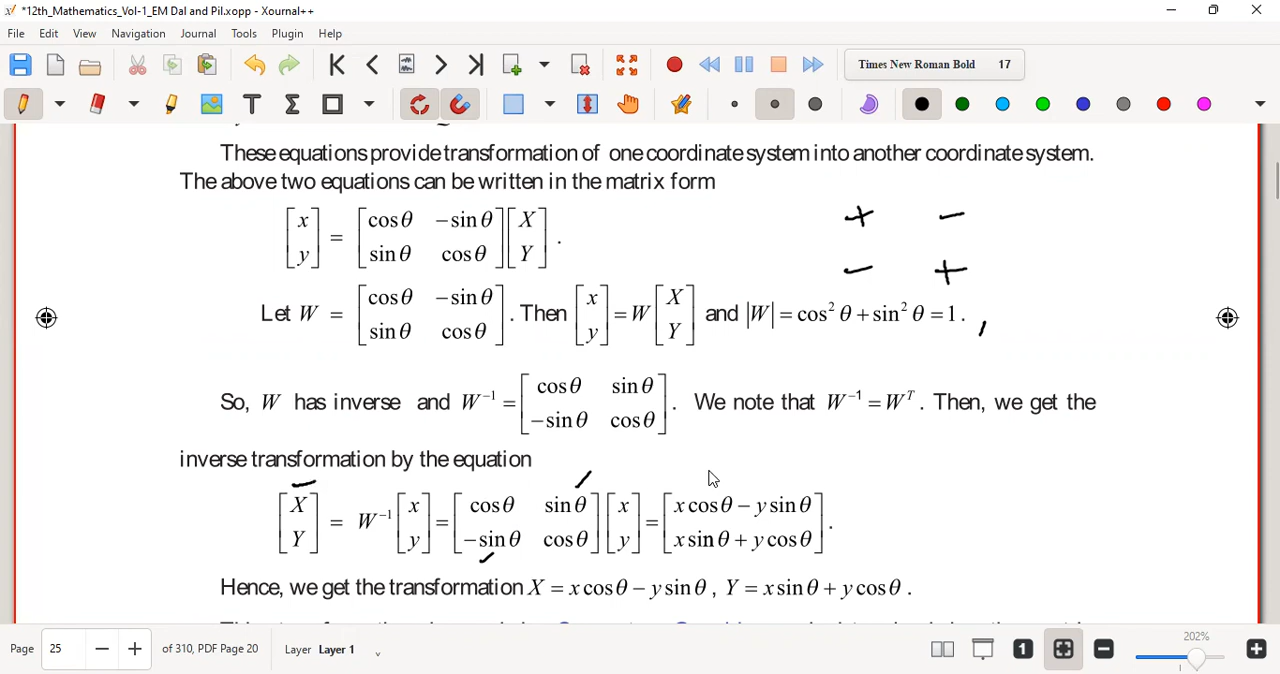 *12th_Mathematics_Vol-1_EM Dal and Pil.xopp - Xournal++
File Edit View Navigation Journal Tools Plugin Help
Times New Roman Bold 17
These equations provide transformation of one coordinate system into another coordinate system.
The above two equations can be written in the matrix form
[x y] = [cosθ −sinθ sinθ cosθ][X Y].
+ −
− +
Let W = [cosθ −sinθ sinθ cosθ]. Then [x y] = W[X Y] and |W| = cos² θ + sin² θ = 1.
So, W has inverse and W⁻¹ = [cosθ sinθ −sinθ cosθ]. We note that W⁻¹ = Wᵀ. Then, we get the
inverse transformation by the equation
[X Y] = W⁻¹[x y] = [cosθ sinθ −sinθ cosθ][x y] = [x cosθ − y sinθ x sinθ + y cosθ].
Hence, we get the transformation X = x cosθ − y sinθ, Y = x sinθ + y cosθ.
Page 25 of 310, PDF Page 20 Layer Layer 1 202%